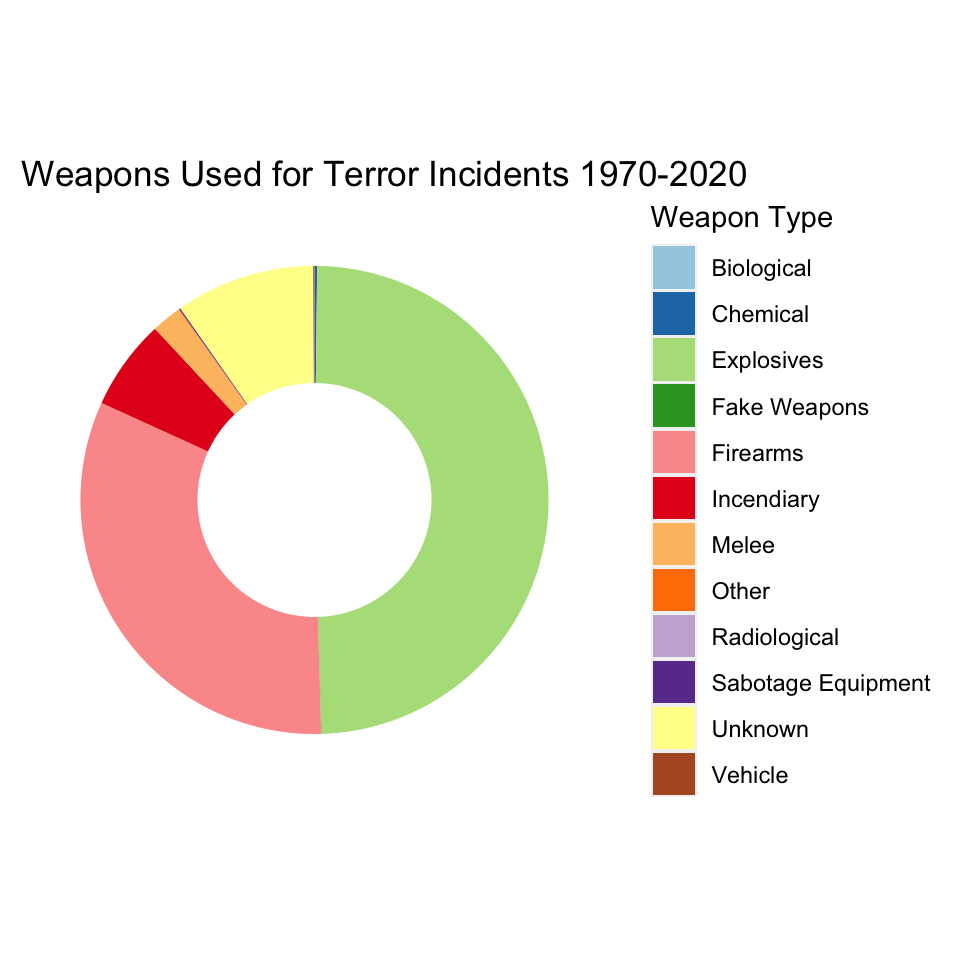 Weapons Used for Terror Incidents 1970-2020
Weapon Type
Biological
Chemical
Explosives
Fake Weapons
Firearms
Incendiary
Melee
Other
Radiological
Sabotage Equipment
Unknown
Vehicle